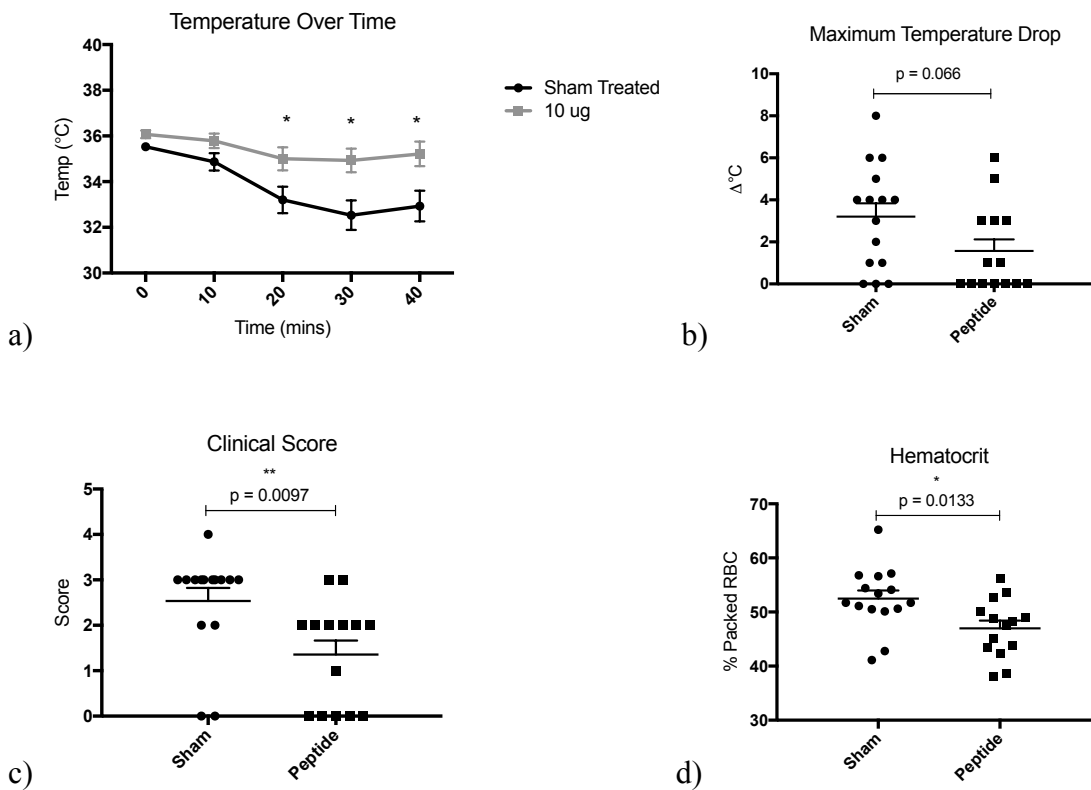 Temperature Over Time
40
38
36
34
32
30
Temp (°C)
* * *
0 10 20 30 40
Time (mins)
Sham Treated
10 ug
a)
Maximum Temperature Drop
p = 0.066
10
8
6
4
2
0
Δ°C
Sham Peptide
b)
Clinical Score
**
p = 0.0097
5
4
3
2
1
0
Score
Sham Peptide
c)
Hematocrit
*
p = 0.0133
70
60
50
40
30
% Packed RBC
Sham Peptide
d)